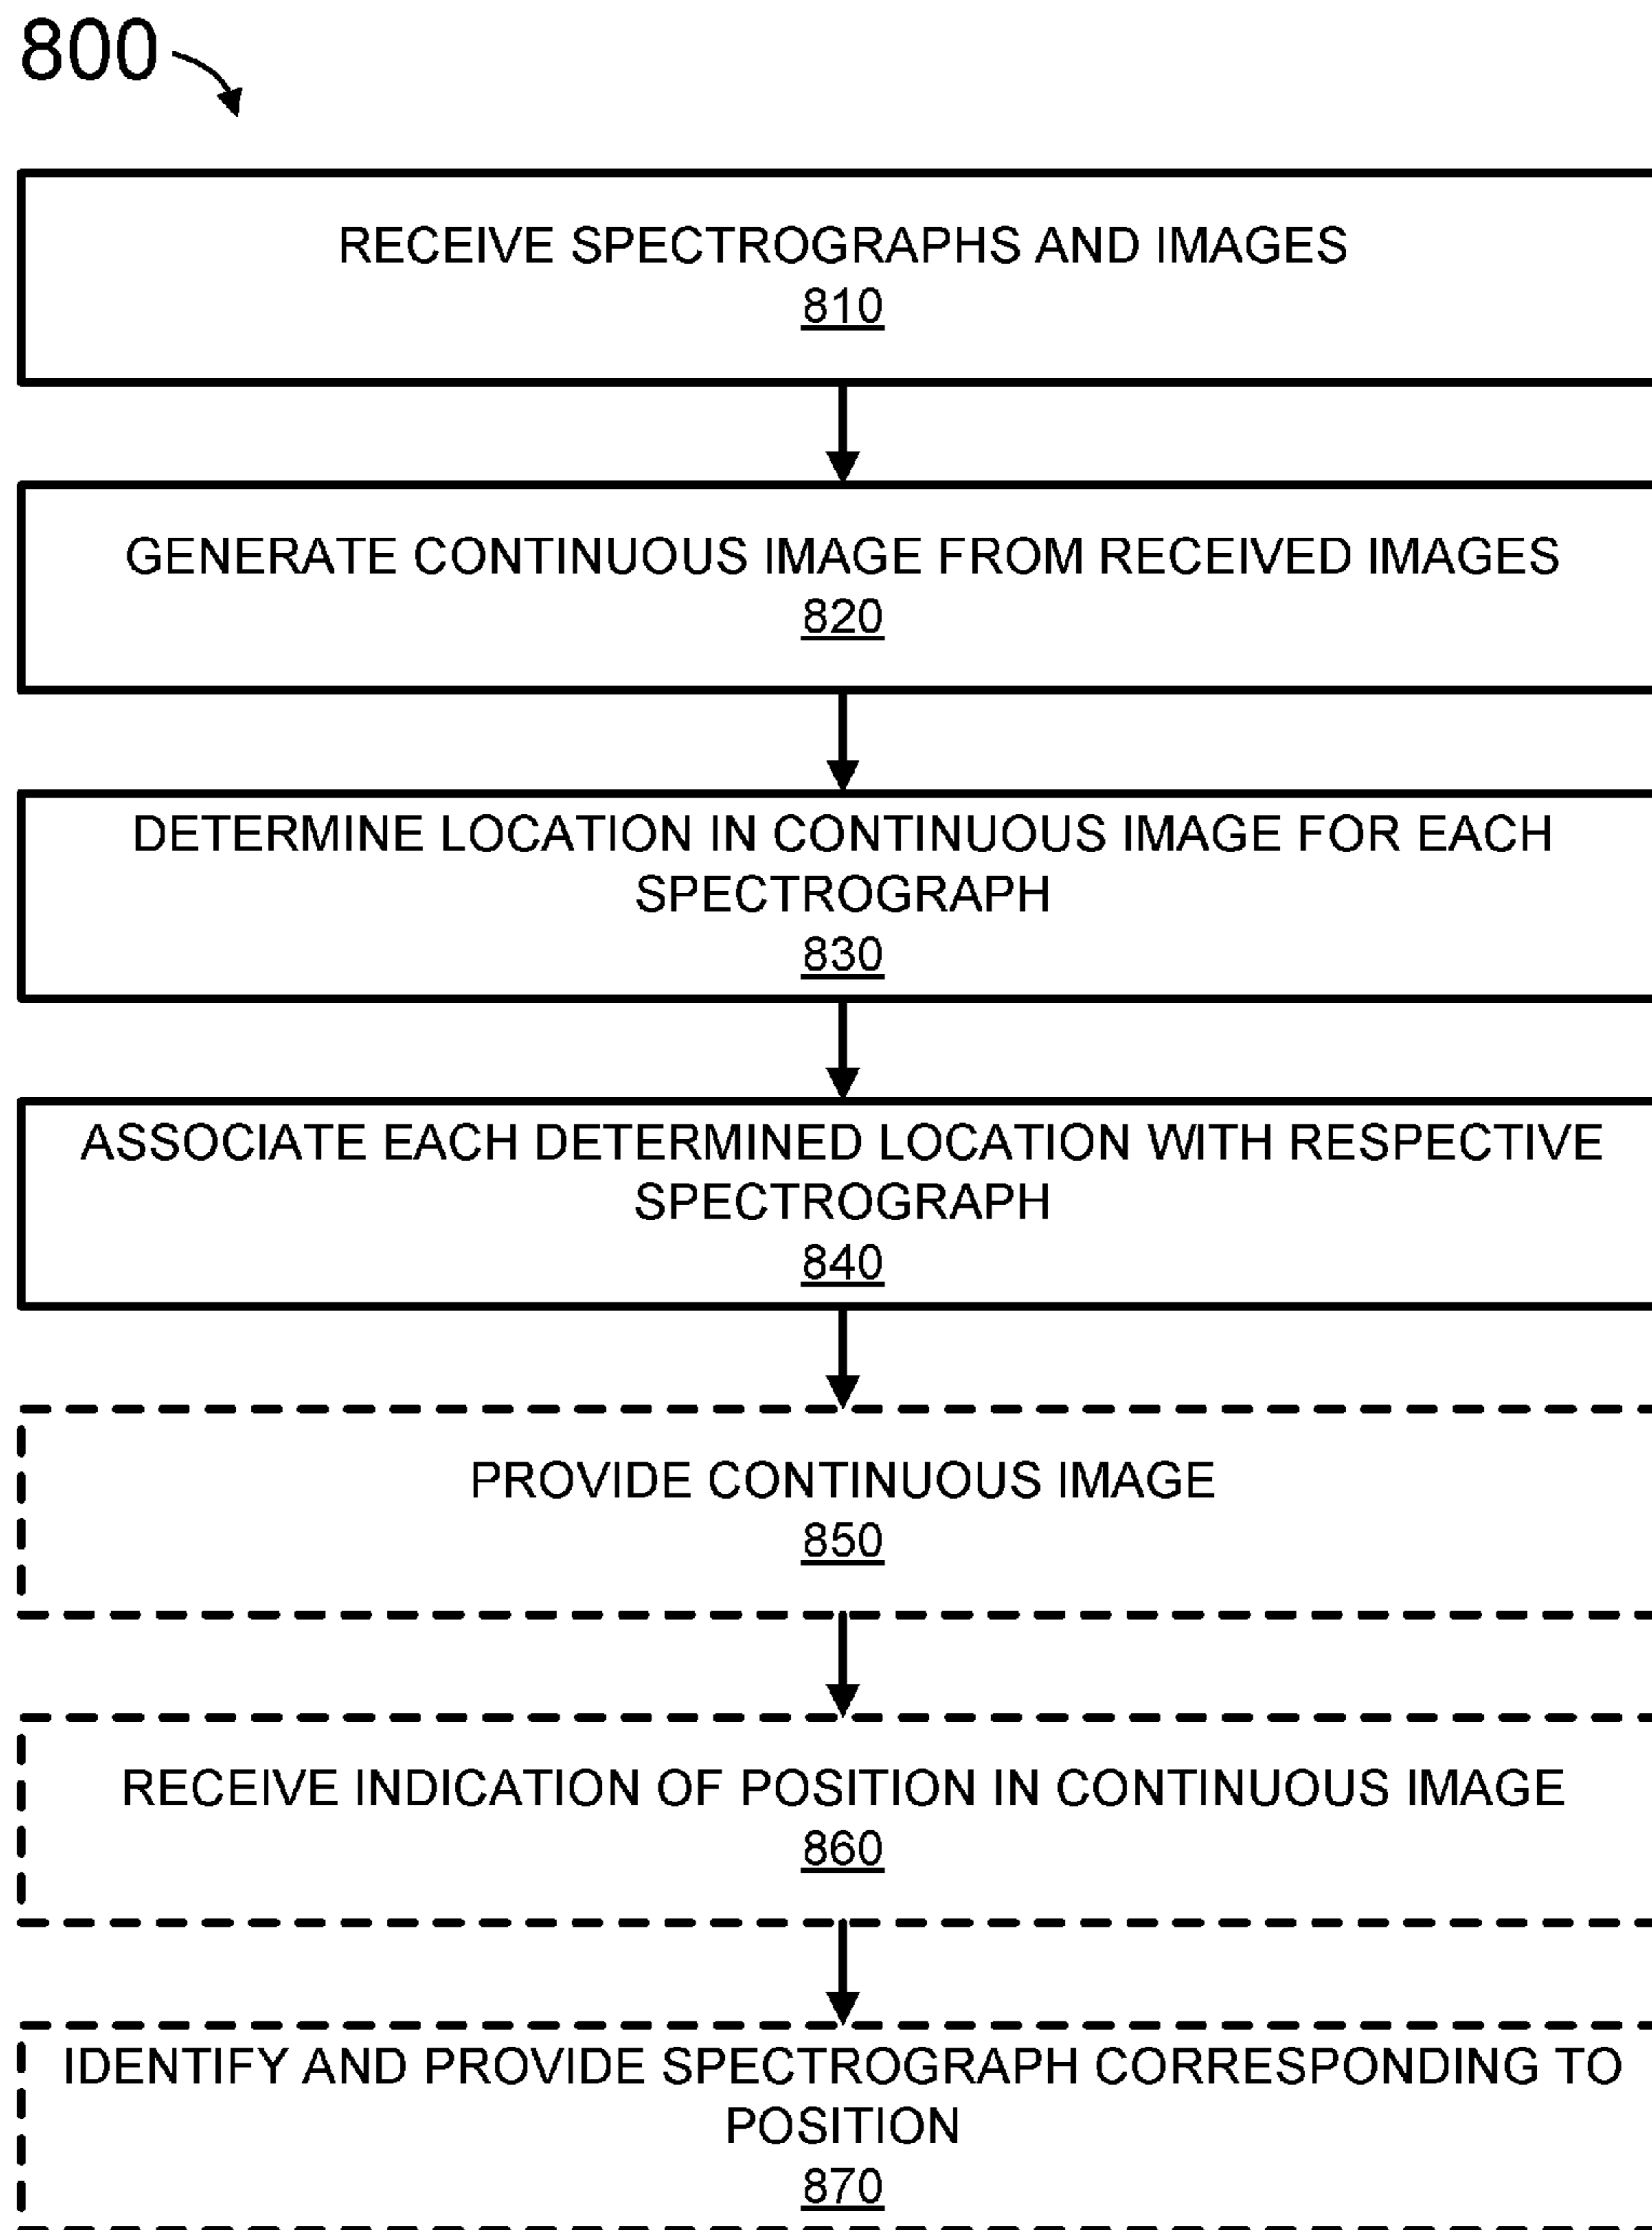 800
RECEIVE SPECTROGRAPHS AND IMAGES
810
GENERATE CONTINUOUS IMAGE FROM RECEIVED IMAGES
820
DETERMINE LOCATION IN CONTINUOUS IMAGE FOR EACH
SPECTROGRAPH
830
ASSOCIATE EACH DETERMINED LOCATION WITH RESPECTIVE
SPECTROGRAPH
840
PROVIDE CONTINUOUS IMAGE
850
RECEIVE INDICATION OF POSITION IN CONTINUOUS IMAGE
860
IDENTIFY AND PROVIDE SPECTROGRAPH CORRESPONDING TO
POSITION
870